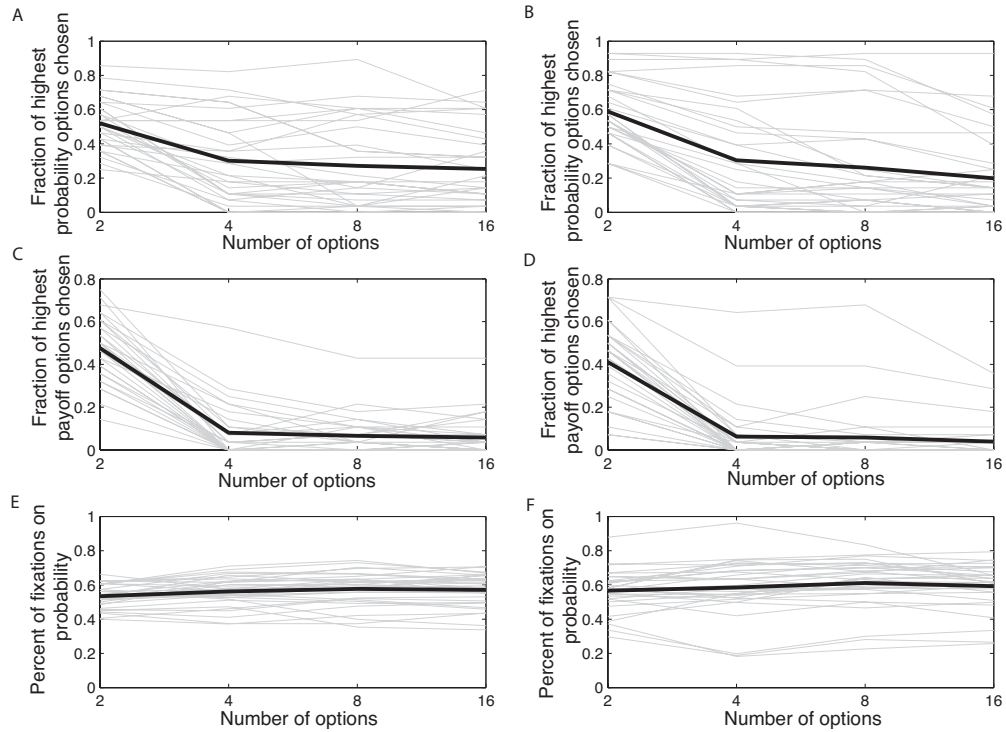 A
Fraction of highest
probability options chosen
1
0.8
0.6
0.4
0.2
0
2
4
8
16
Number of options
B
Fraction of highest
probability options chosen
1
0.8
0.6
0.4
0.2
0
2
4
8
16
Number of options
C
Fraction of highest
payoff options chosen
0.8
0.6
0.4
0.2
0
2
4
8
16
Number of options
D
Fraction of highest
payoff options chosen
0.8
0.6
0.4
0.2
0
2
4
8
16
Number of options
E
Percent of fixations on
probability
1
0.8
0.6
0.4
0.2
0
2
4
8
16
Number of options
F
Percent of fixations on
probability
1
0.8
0.6
0.4
0.2
0
2
4
8
16
Number of options